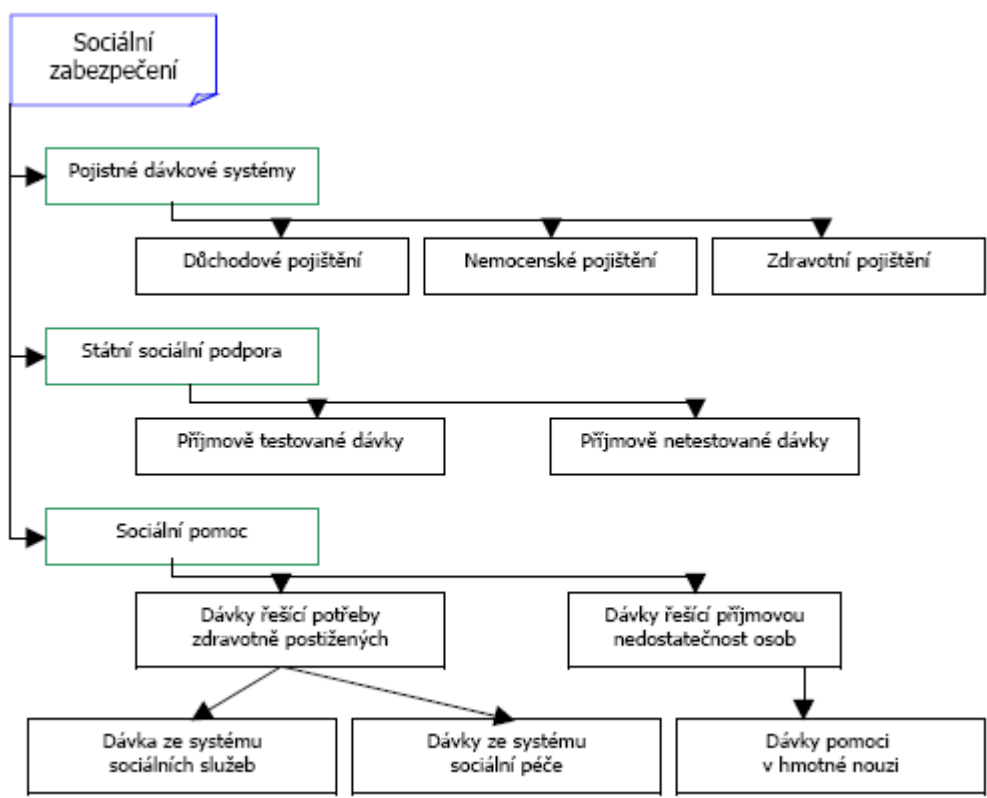 Sociální
zabezpečení
Pojistné dávkové systémy
Důchodové pojištění
Nemocenské pojištění
Zdravotní pojištění
Státní sociální podpora
Příjmově testované dávky
Příjmově netestované dávky
Sociální pomoc
Dávky řešící potřeby
zdravotně postižených
Dávky řešící příjmovou
nedostatečnost osob
Dávka ze systému
sociálních služeb
Dávky ze systému
sociální péče
Dávky pomoci
v hmotné nouzi